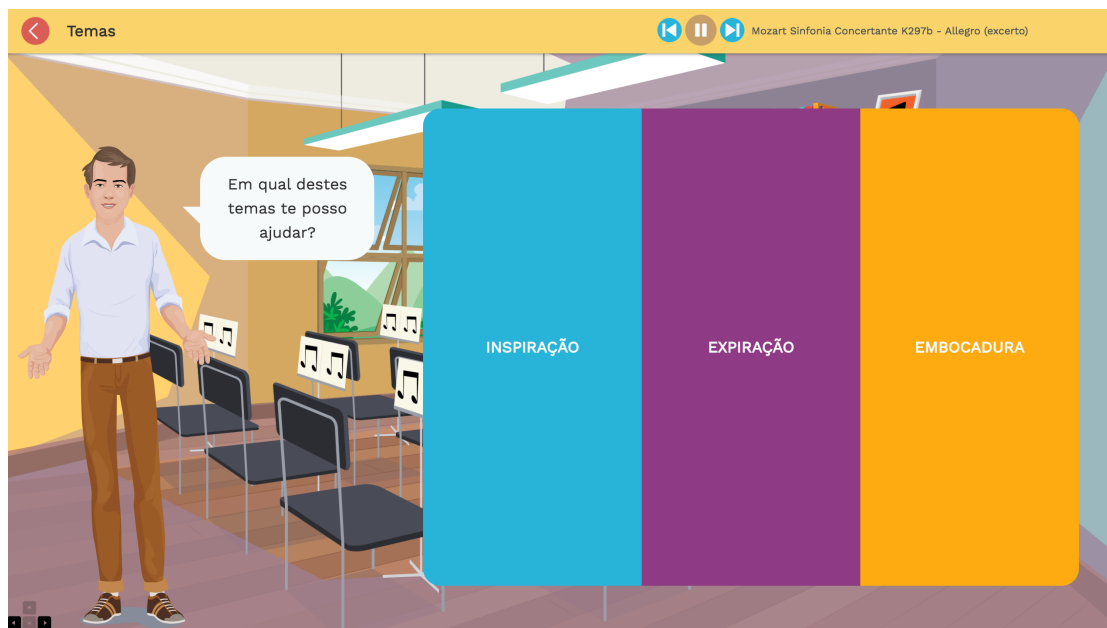 Temas
Mozart Sinfonia Concertante K297b - Allegro (excerto)
Em qual destes
temas te posso
ajudar?
INSPIRAÇÃO
EXPIRAÇÃO
EMBOCADURA